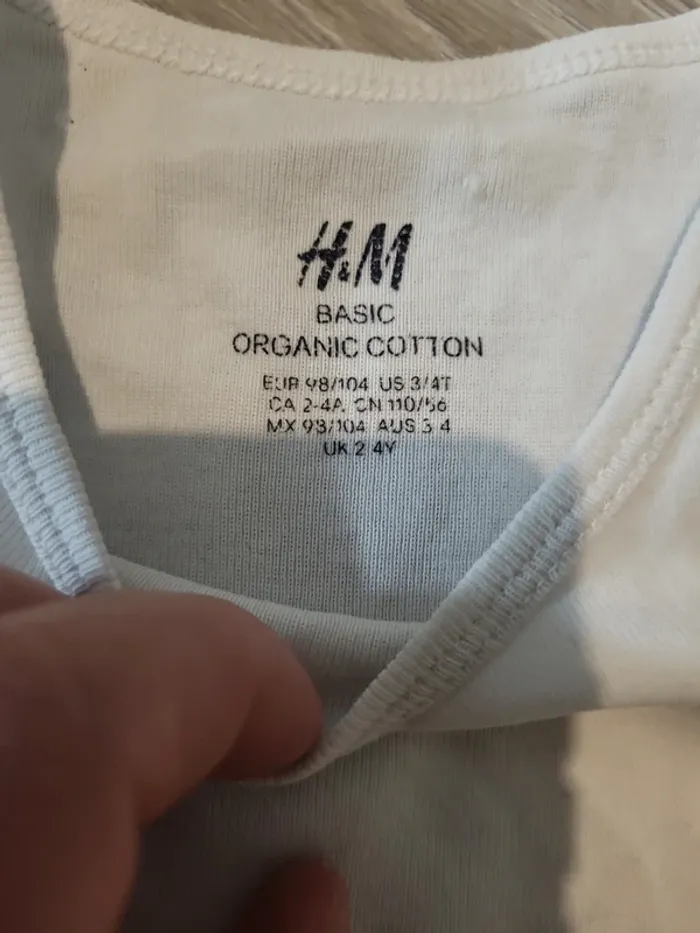 H&M
BASIC
ORGANIC COTTON
EUR 98/104 US 3/4T
CA 2-4A CN 110/56
MX 98/104 AUS 3-4
UK 2-4Y